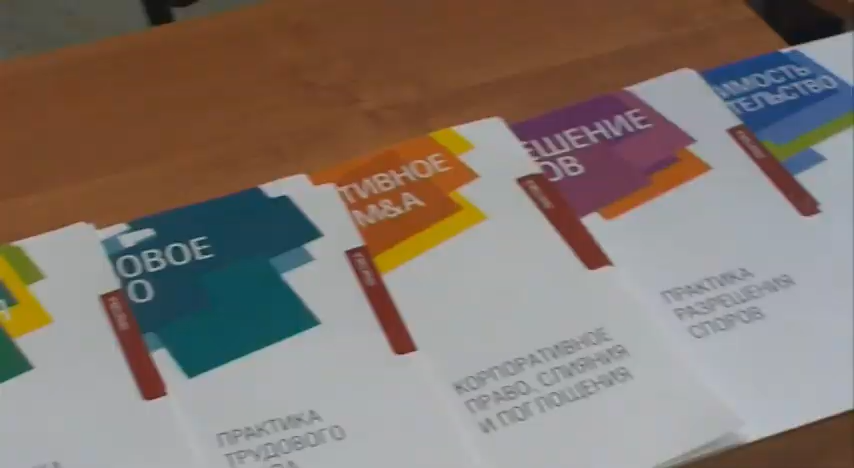 ПРАКТИКА
ТРУДОВОГО
ТИВНОЕ
M&A
КОРПОРАТИВНОЕ
ПРАВО, СЛИЯНИЯ
И ПОГЛОЩЕНИЯ
ЕШЕНИЕ
ОВ
ПРАКТИКА
РАЗРЕШЕНИЯ
СПОРОВ
ИМОСТЬ
ТЕЛЬСТВО
ОВОЕ
О